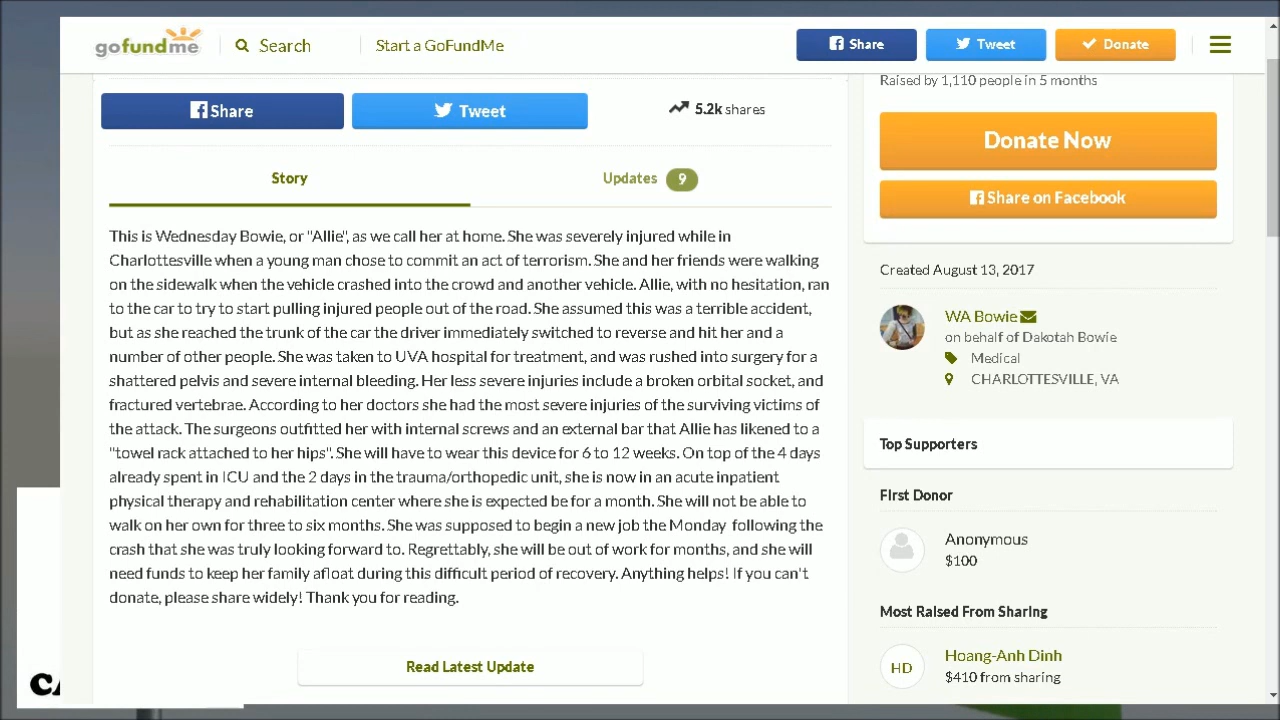 gofundme
Search
Start a GoFundMe
Share
Tweet
Donate
Share
Tweet
5.2k shares
Story
Updates 9
This is Wednesday Bowie, or "Allie", as we call her at home. She was severely injured while in
Charlottesville when a young man chose to commit an act of terrorism. She and her friends were walking
on the sidewalk when the vehicle crashed into the crowd and another vehicle. Allie, with no hesitation, ran
to the car to try to start pulling injured people out of the road. She assumed this was a terrible accident,
but as she reached the trunk of the car the driver immediately switched to reverse and hit her and a
number of other people. She was taken to UVA hospital for treatment, and was rushed into surgery for a
shattered pelvis and severe internal bleeding. Her less severe injuries include a broken orbital socket, and
fractured vertebrae. According to her doctors she had the most severe injuries of the surviving victims of
the attack. The surgeons outfitted her with internal screws and an external bar that Allie has likened to a
"towel rack attached to her hips". She will have to wear this device for 6 to 12 weeks. On top of the 4 days
already spent in ICU and the 2 days in the trauma/orthopedic unit, she is now in an acute inpatient
physical therapy and rehabilitation center where she is expected be for a month. She will not be able to
walk on her own for three to six months. She was supposed to begin a new job the Monday following the
crash that she was truly looking forward to. Regrettably, she will be out of work for months, and she will
need funds to keep her family afloat during this difficult period of recovery. Anything helps! If you can't
donate, please share widely! Thank you for reading.
Read Latest Update
Raised by 1,110 people in 5 months
Donate Now
Share on Facebook
Created August 13, 2017
WA Bowie
on behalf of Dakotah Bowie
Medical
CHARLOTTESVILLE, VA
Top Supporters
First Donor
Anonymous
$100
Most Raised From Sharing
HD
Hoang-Anh Dinh
$410 from sharing